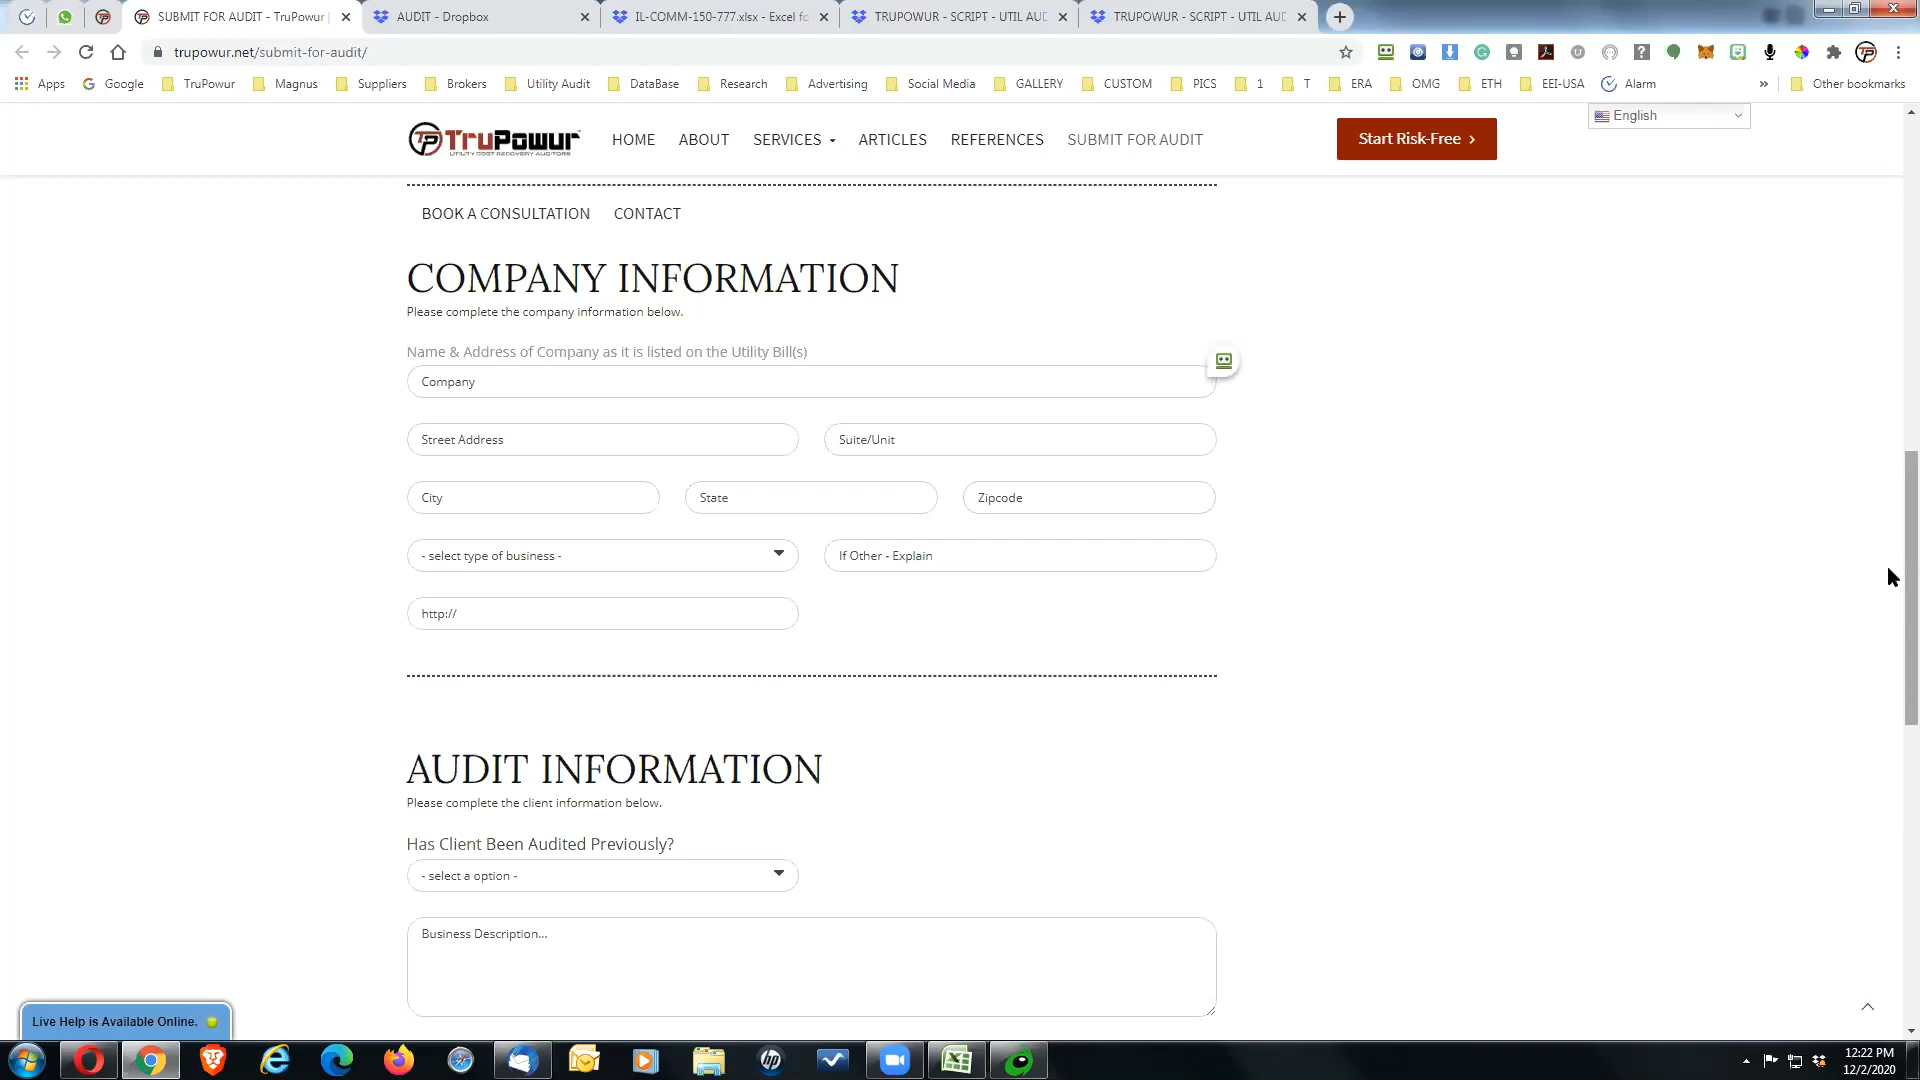 SUBMIT FOR AUDIT - TruPowur |
AUDIT - Dropbox
IL-COMM-150-777.xlsx - Excel fo
TRUPOWUR - SCRIPT - UTIL AUD
TRUPOWUR - SCRIPT - UTIL AUD
trupowur.net/submit-for-audit/
Apps
Google
TruPowur
Magnus
Suppliers
Brokers
Utility Audit
DataBase
Research
Advertising
Social Media
GALLERY
CUSTOM
PICS
1
T
ERA
OMG
ETH
EEI-USA
Alarm
»
Other bookmarks
TP TruPowur
UTILITY COST RECOVERY AUDITORS
HOME
ABOUT
SERVICES
ARTICLES
REFERENCES
SUBMIT FOR AUDIT
Start Risk-Free ›
English
BOOK A CONSULTATION
CONTACT
COMPANY INFORMATION
Please complete the company information below.
Name & Address of Company as it is listed on the Utility Bill(s)
Company
Street Address
Suite/Unit
City
State
Zipcode
- select type of business -
If Other - Explain
http://
AUDIT INFORMATION
Please complete the client information below.
Has Client Been Audited Previously?
- select a option -
Business Description...
Live Help is Available Online.
12:22 PM
12/2/2020